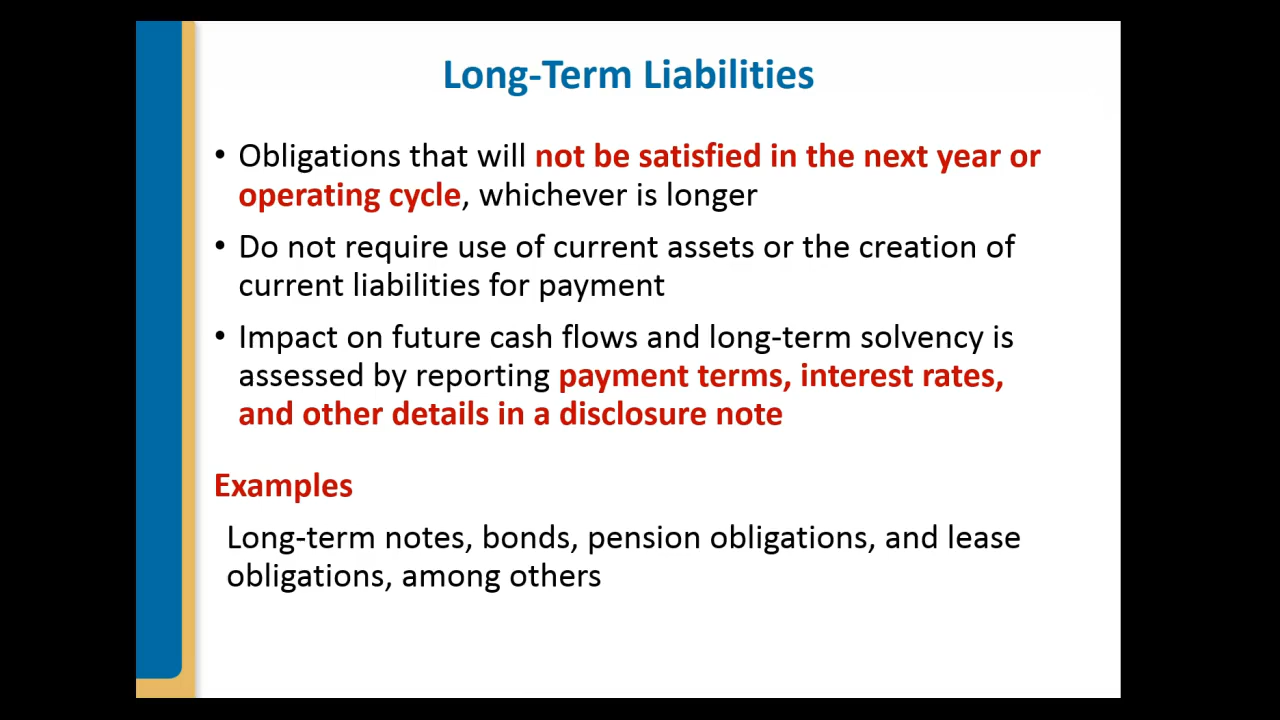 Long-Term Liabilities
• Obligations that will not be satisfied in the next year or
operating cycle, whichever is longer
• Do not require use of current assets or the creation of
current liabilities for payment
• Impact on future cash flows and long-term solvency is
assessed by reporting payment terms, interest rates,
and other details in a disclosure note
Examples
Long-term notes, bonds, pension obligations, and lease
obligations, among others